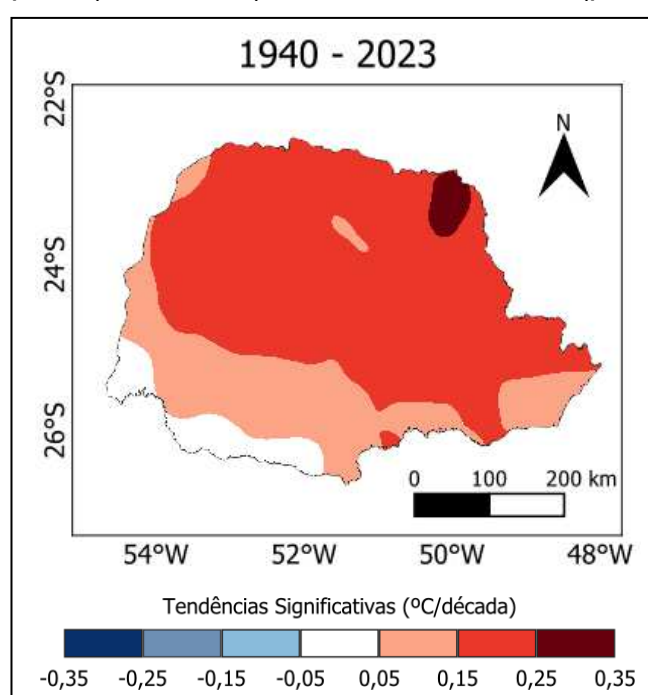 1940 - 2023
22°S
N
24°S
26°S
0 100 200 km
54°W 52°W 50°W 48°W
Tendências Significativas (ºC/década)
-0,35 -0,25 -0,15 -0,05 0,05 0,15 0,25 0,35